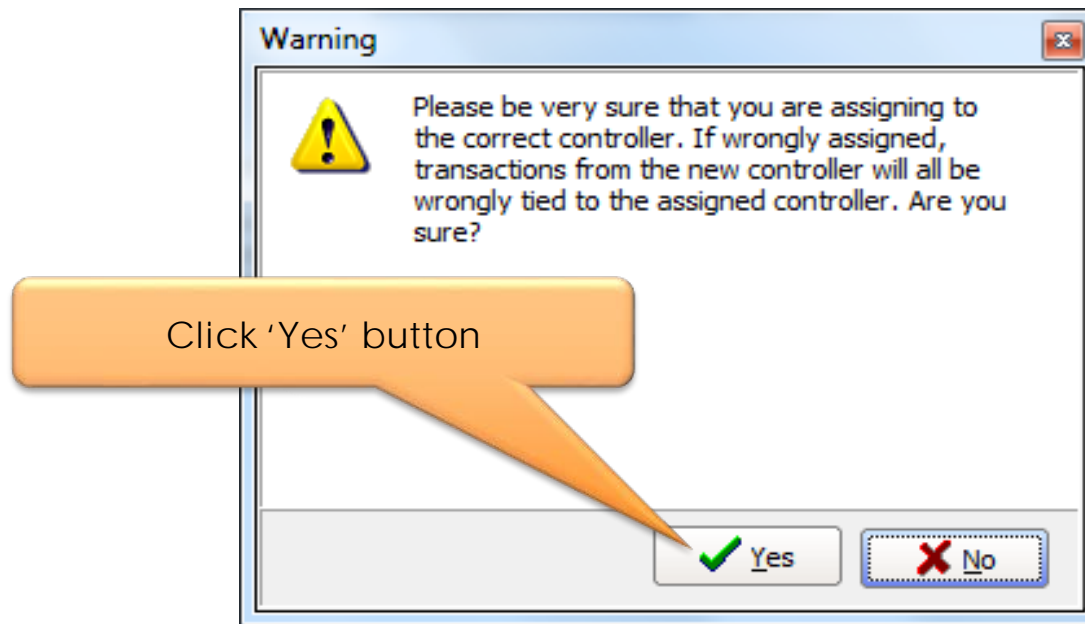 Warning
Please be very sure that you are assigning to
the correct controller. If wrongly assigned,
transactions from the new controller will all be
wrongly tied to the assigned controller. Are you
sure?
Click ‘Yes’ button
Yes
No